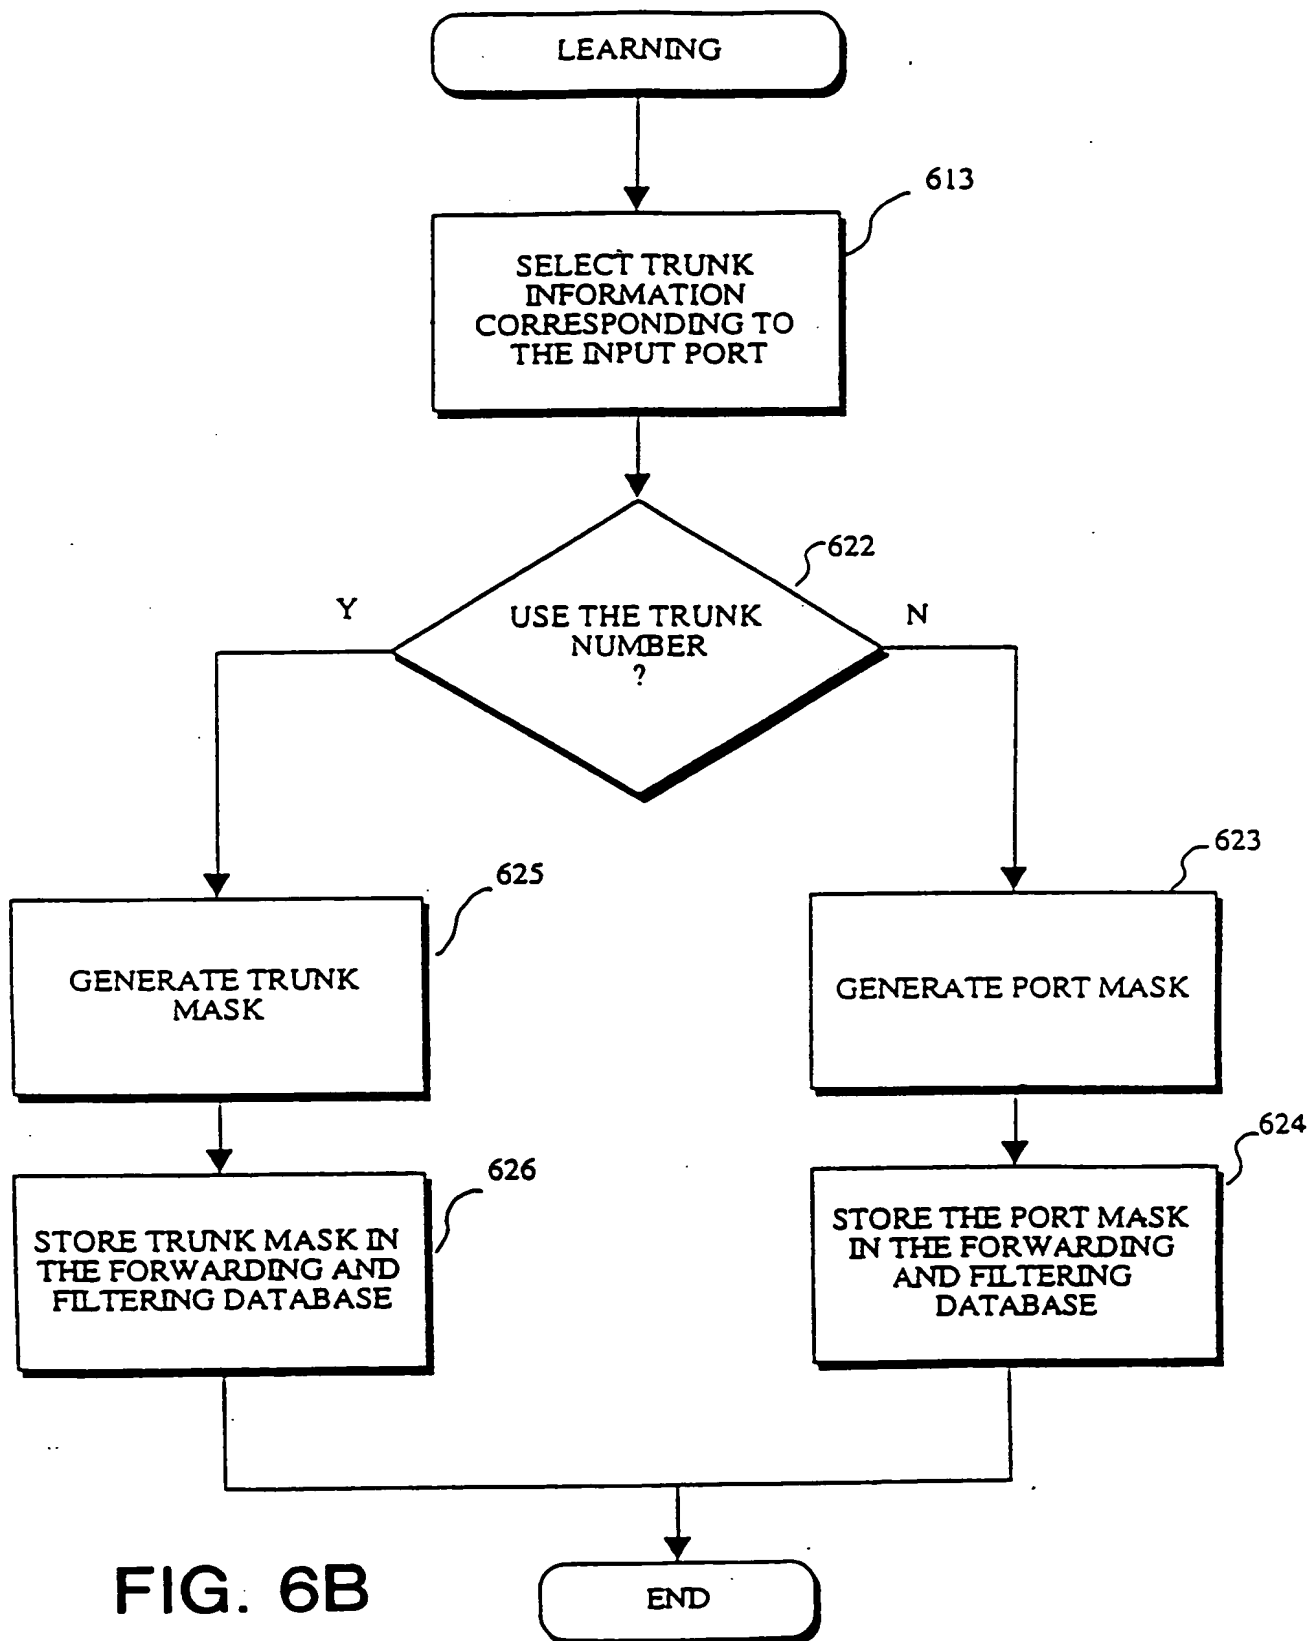 LEARNING
613
SELECT TRUNK
INFORMATION
CORRESPONDING TO
THE INPUT PORT
622
Y
USE THE TRUNK
NUMBER
?
N
625
GENERATE TRUNK
MASK
623
GENERATE PORT MASK
626
STORE TRUNK MASK IN
THE FORWARDING AND
FILTERING DATABASE
624
STORE THE PORT MASK
IN THE FORWARDING
AND FILTERING
DATABASE
END
FIG. 6B